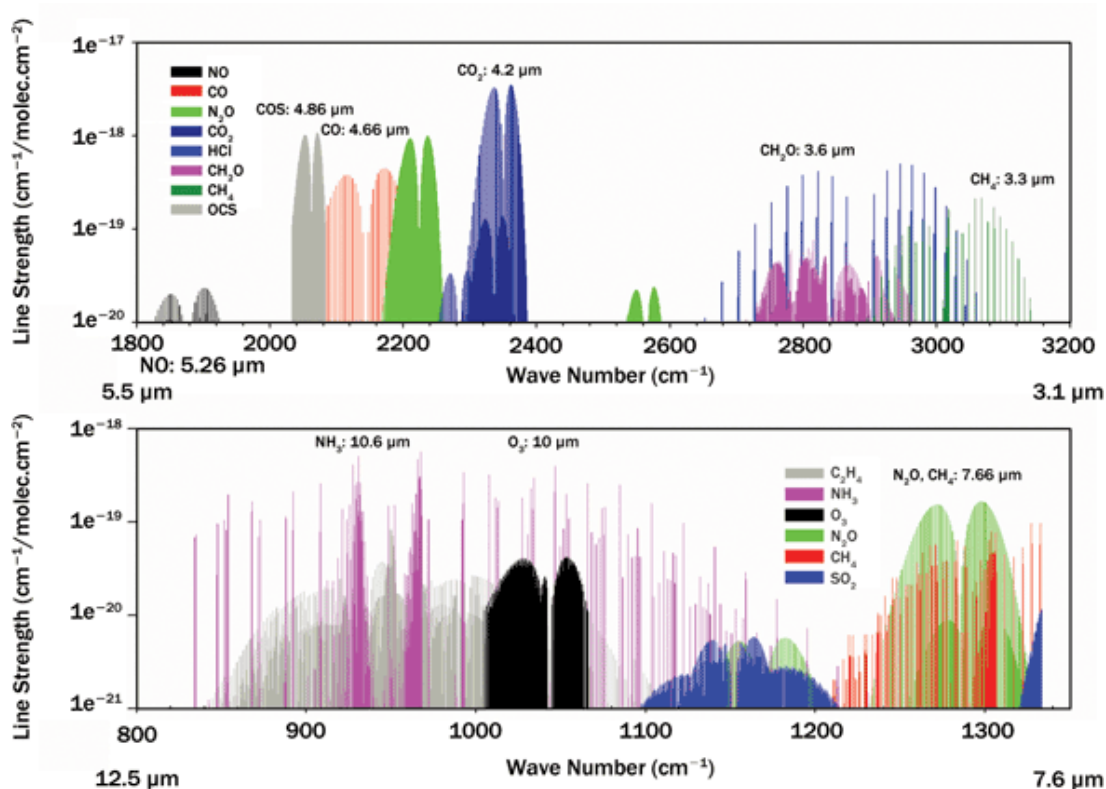 Line Strength (cm⁻¹/molec.cm⁻²)
1e⁻¹⁷
1e⁻¹⁸
1e⁻¹⁹
1e⁻²⁰
NO
CO
N₂O
CO₂
HCl
CH₂O
CH₄
OCS
COS: 4.86 µm
CO: 4.66 µm
CO₂: 4.2 µm
CH₂O: 3.6 µm
CH₄: 3.3 µm
1800 2000 2200 2400 2600 2800 3000 3200
NO: 5.26 µm
Wave Number (cm⁻¹)
5.5 µm
3.1 µm
Line Strength (cm⁻¹/molec.cm⁻²)
1e⁻¹⁸
1e⁻¹⁹
1e⁻²⁰
1e⁻²¹
NH₃: 10.6 µm
O₃: 10 µm
C₂H₄
NH₃
O₃
N₂O
CH₄
SO₂
N₂O, CH₄: 7.66 µm
800 900 1000 1100 1200 1300
Wave Number (cm⁻¹)
12.5 µm
7.6 µm